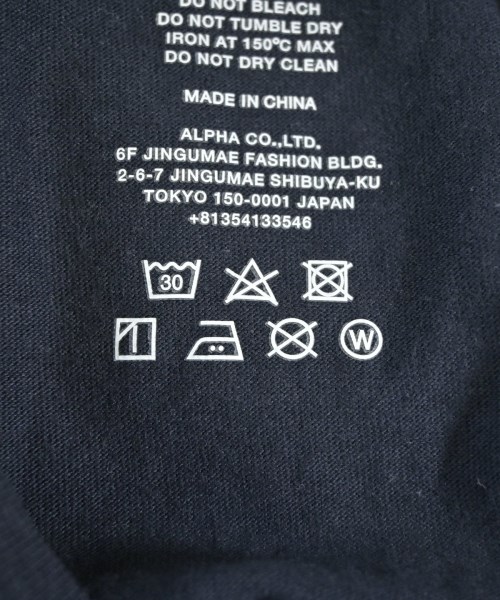 DO NOT BLEACH
DO NOT TUMBLE DRY
IRON AT 150°C MAX
DO NOT DRY CLEAN
MADE IN CHINA
ALPHA CO.,LTD.
6F JINGUMAE FASHION BLDG.
2-6-7 JINGUMAE SHIBUYA-KU
TOKYO 150-0001 JAPAN
+81354133546
30
W